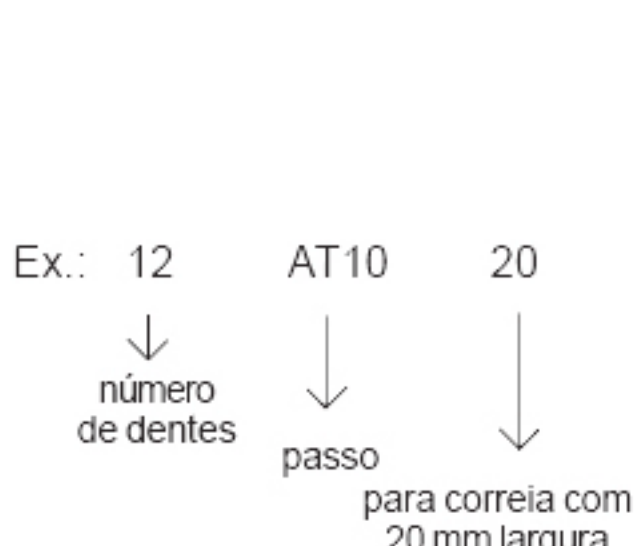 Ex.: 12 AT10 20
número
de dentes
passo
para correia com
20 mm largura